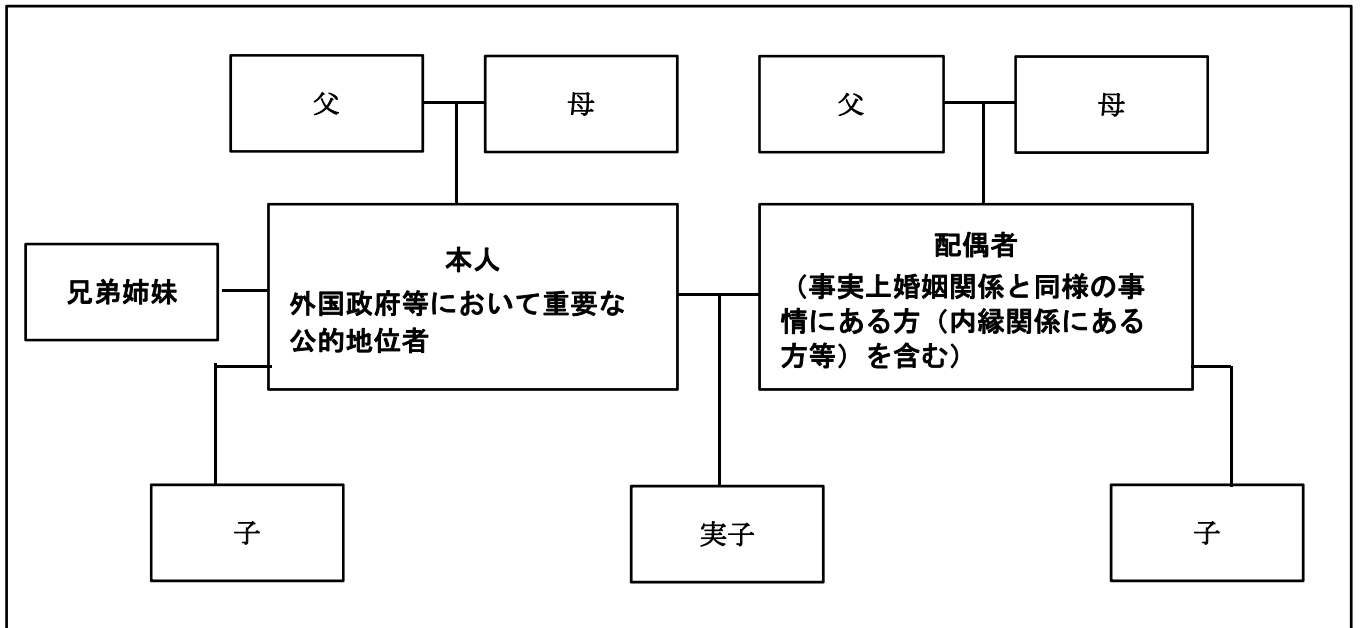 父
母
父
母
兄弟姉妹
本人
外国政府等において重要な
公的地位者
配偶者
（事実上婚姻関係と同様の事
情にある方（内縁関係にある
方等）を含む）
子
実子
子